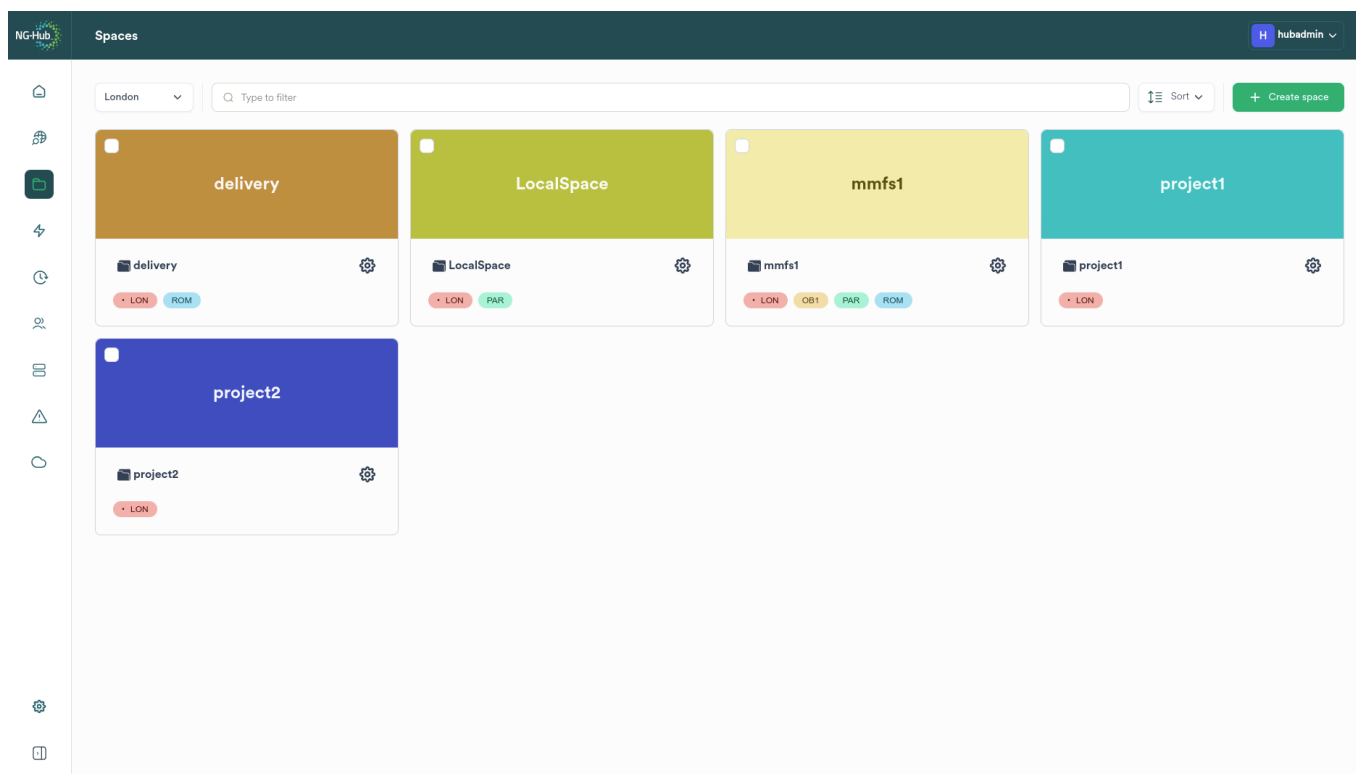 NG-Hub
Spaces
H hubadmin
London
Type to filter
Sort
+ Create space
delivery
LocalSpace
mmfs1
project1
delivery
LocalSpace
mmfs1
project1
• LON ROM
• LON PAR
• LON OB1 PAR ROM
• LON
project2
project2
• LON